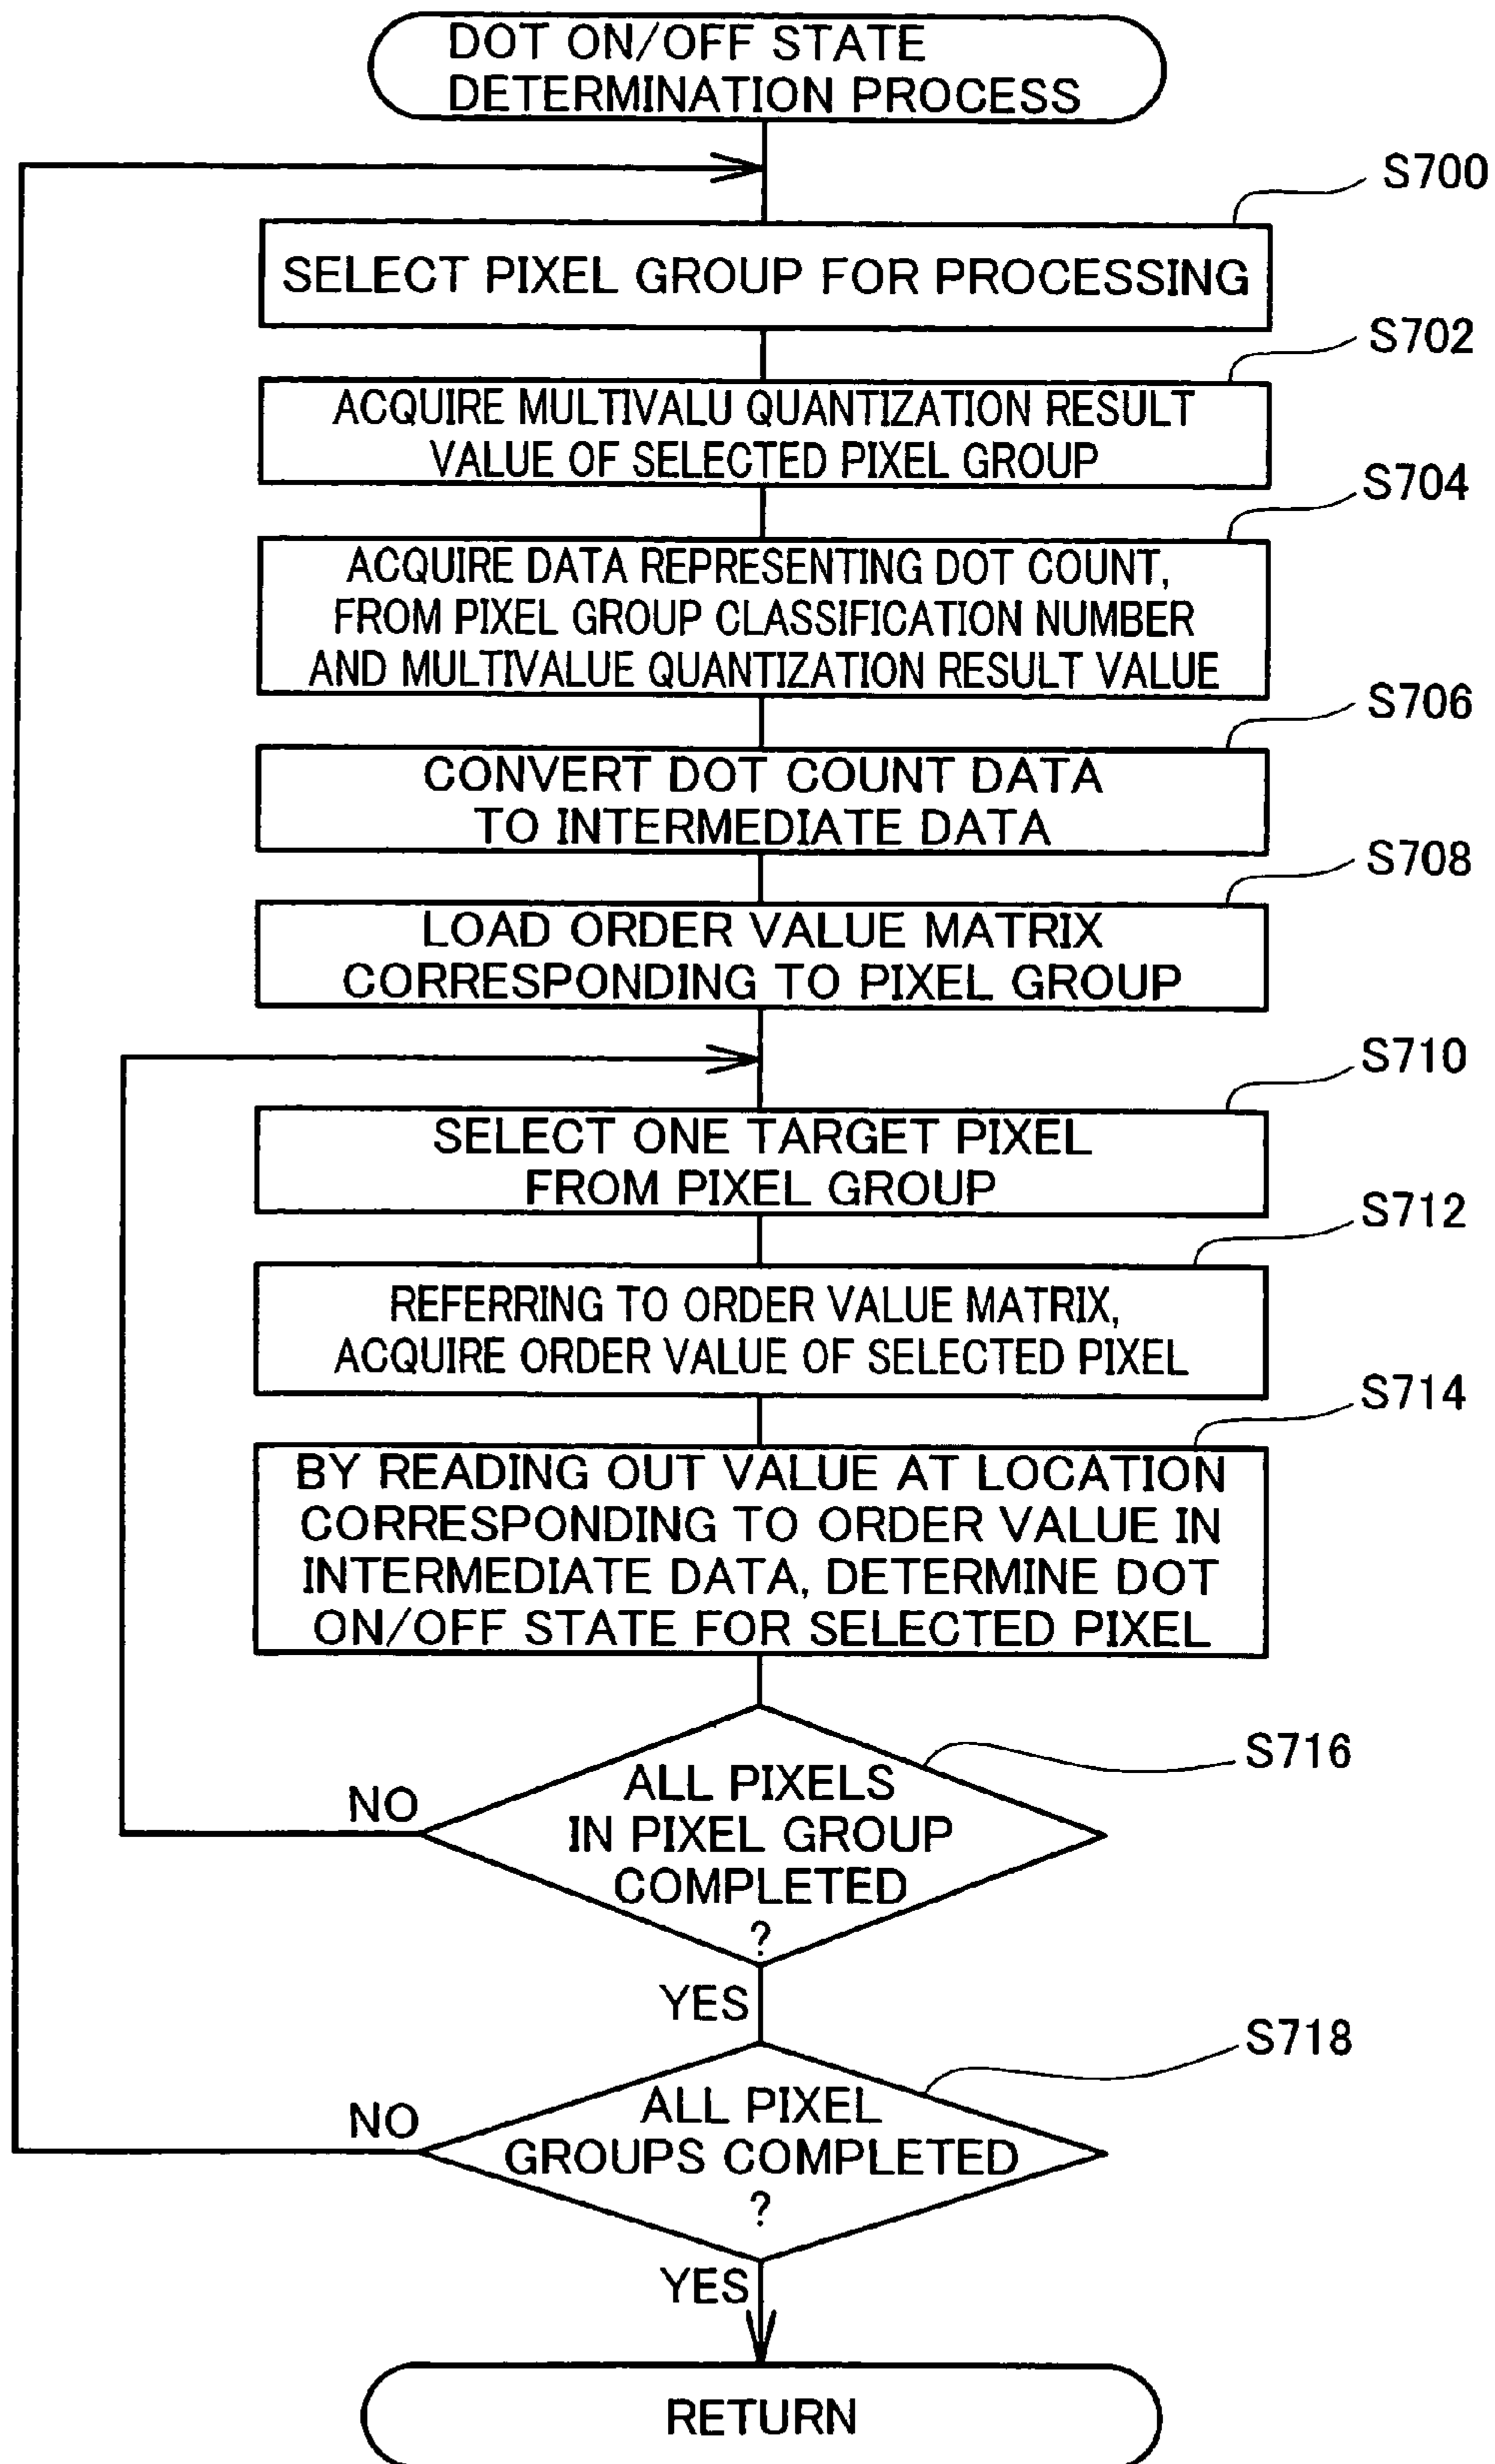 DOT ON/OFF STATE
DETERMINATION PROCESS
S700
SELECT PIXEL GROUP FOR PROCESSING
S702
ACQUIRE MULTIVALU QUANTIZATION RESULT
VALUE OF SELECTED PIXEL GROUP
S704
ACQUIRE DATA REPRESENTING DOT COUNT,
FROM PIXEL GROUP CLASSIFICATION NUMBER
AND MULTIVALUE QUANTIZATION RESULT VALUE
S706
CONVERT DOT COUNT DATA
TO INTERMEDIATE DATA
S708
LOAD ORDER VALUE MATRIX
CORRESPONDING TO PIXEL GROUP
S710
SELECT ONE TARGET PIXEL
FROM PIXEL GROUP
S712
REFERRING TO ORDER VALUE MATRIX,
ACQUIRE ORDER VALUE OF SELECTED PIXEL
S714
BY READING OUT VALUE AT LOCATION
CORRESPONDING TO ORDER VALUE IN
INTERMEDIATE DATA, DETERMINE DOT
ON/OFF STATE FOR SELECTED PIXEL
S716
ALL PIXELS
IN PIXEL GROUP
COMPLETED
?
NO
YES
S718
ALL PIXEL
GROUPS COMPLETED
?
NO
YES
RETURN